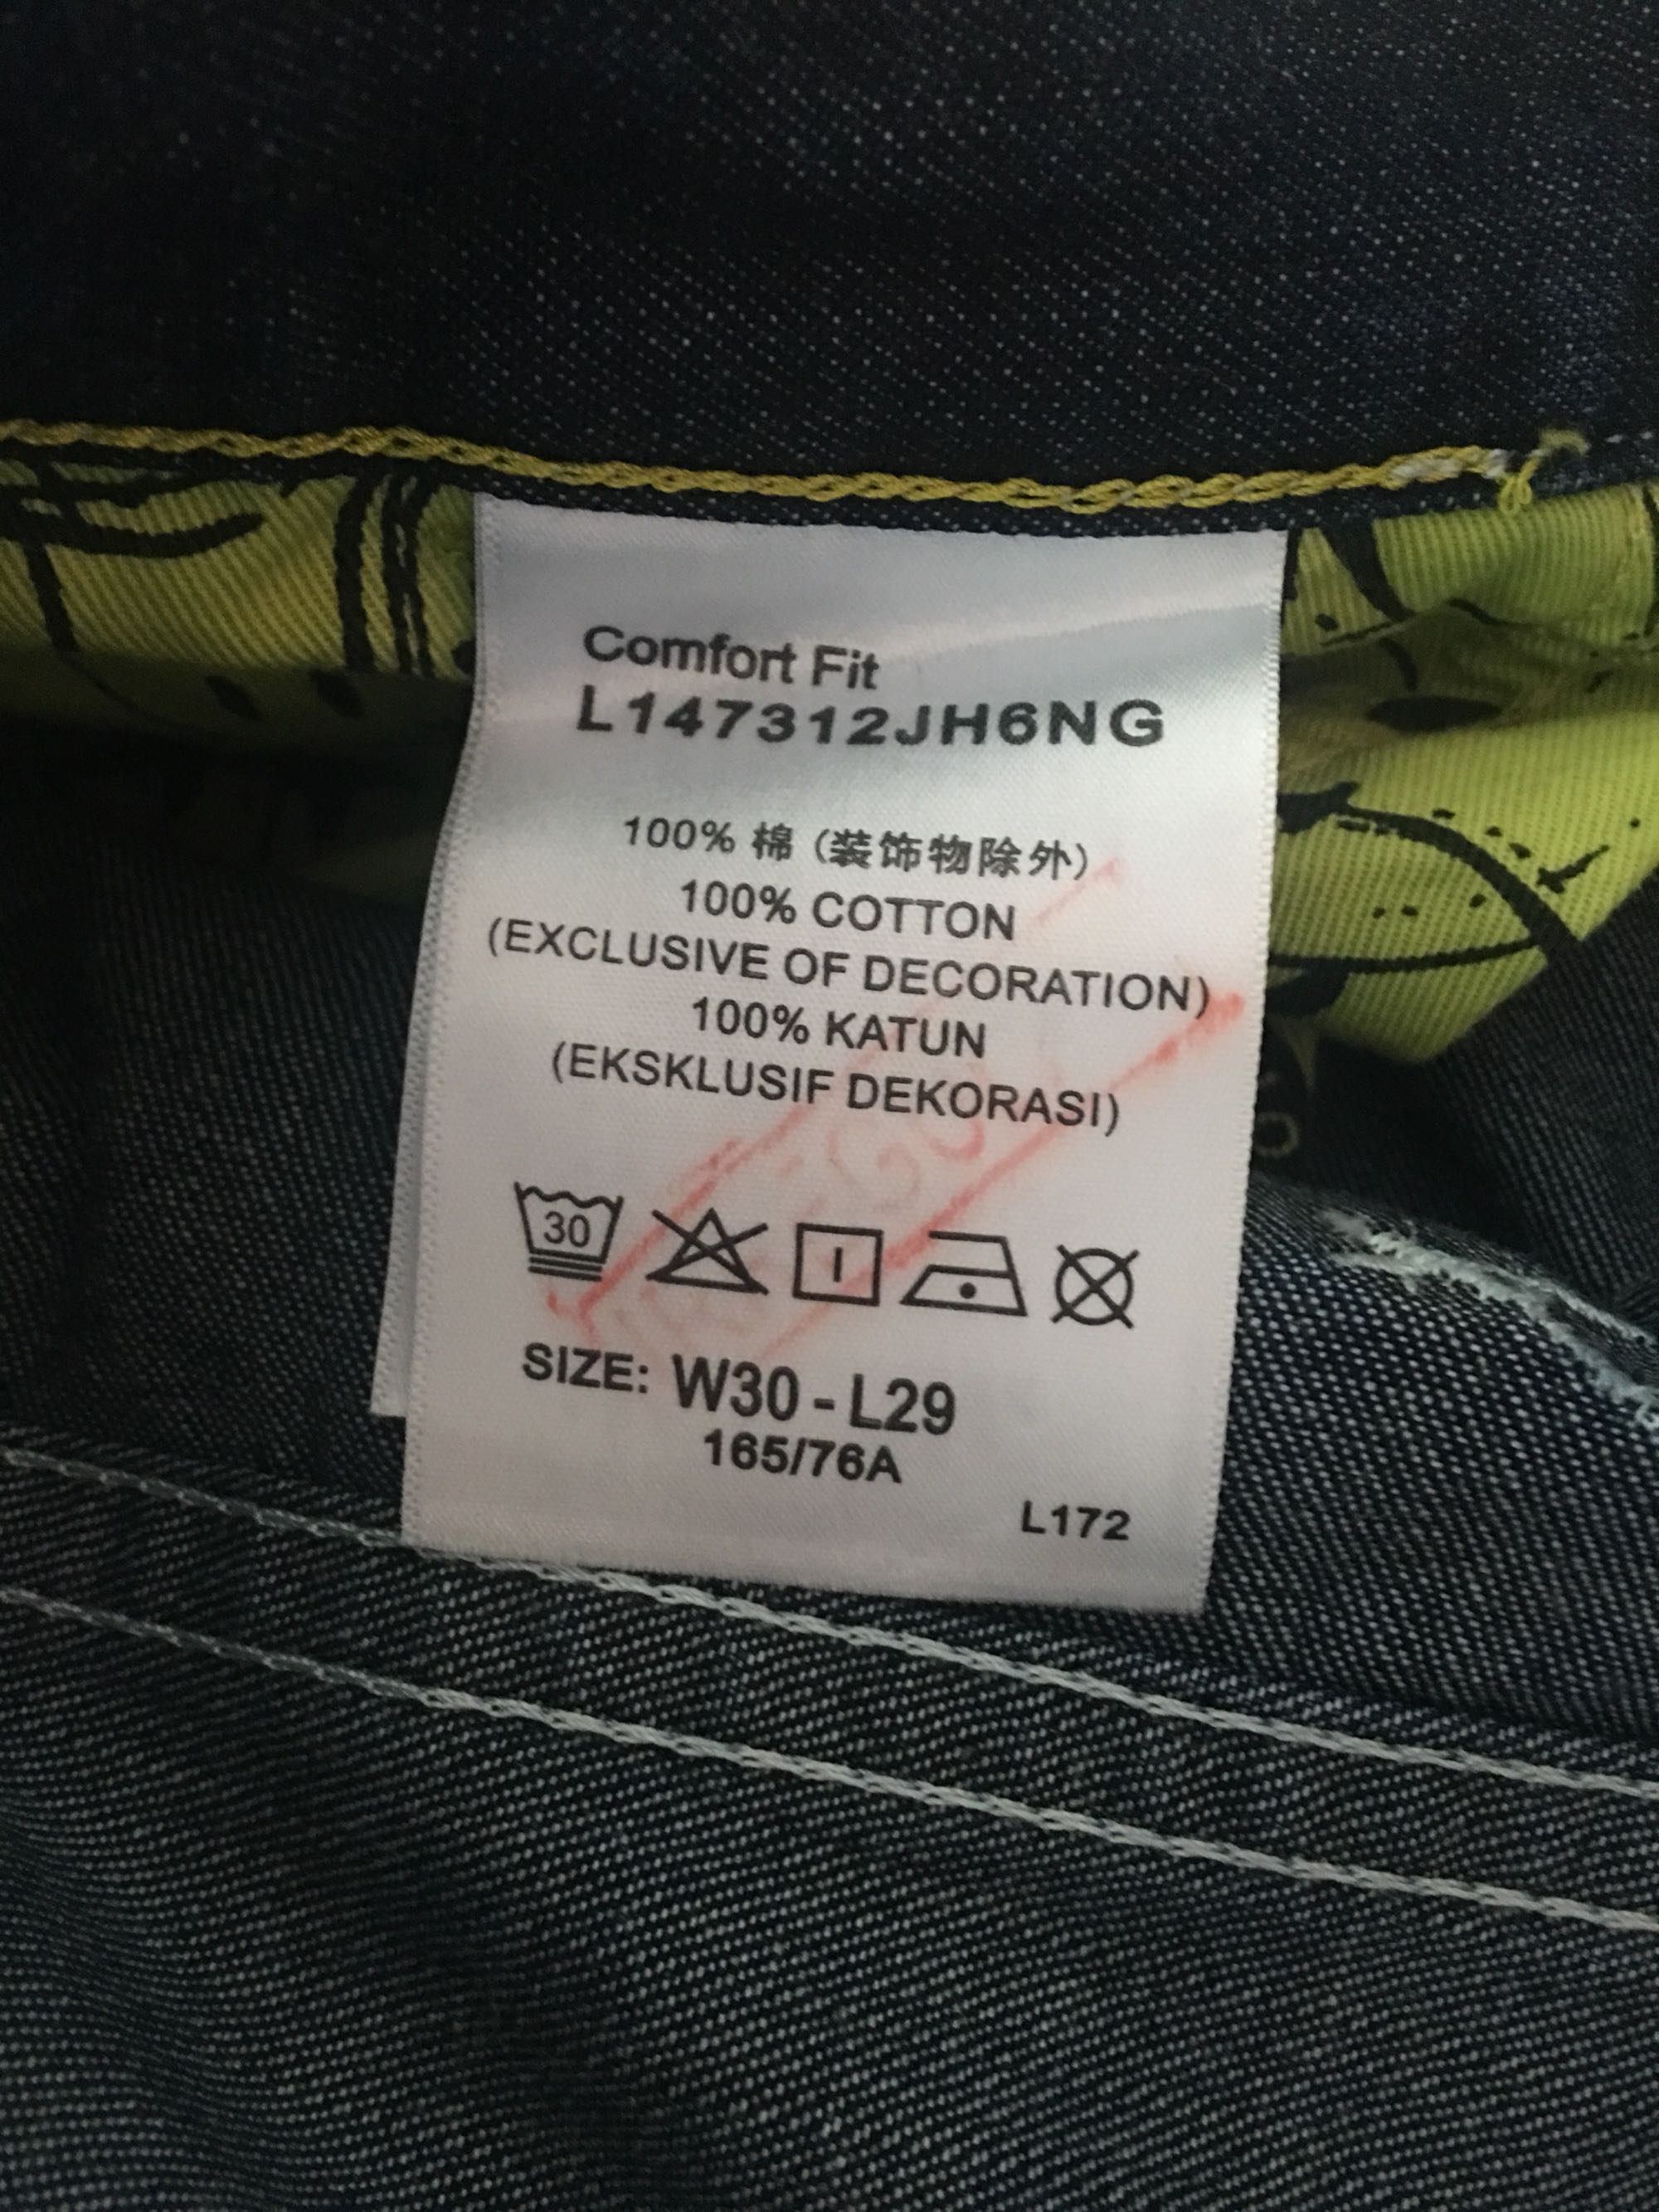 Comfort Fit
L147312JH6NG
100% 棉 (装饰物除外)
100% COTTON
(EXCLUSIVE OF DECORATION)
100% KATUN
(EKSKLUSIF DEKORASI)
30
SIZE: W30 - L29
165/76A
L172